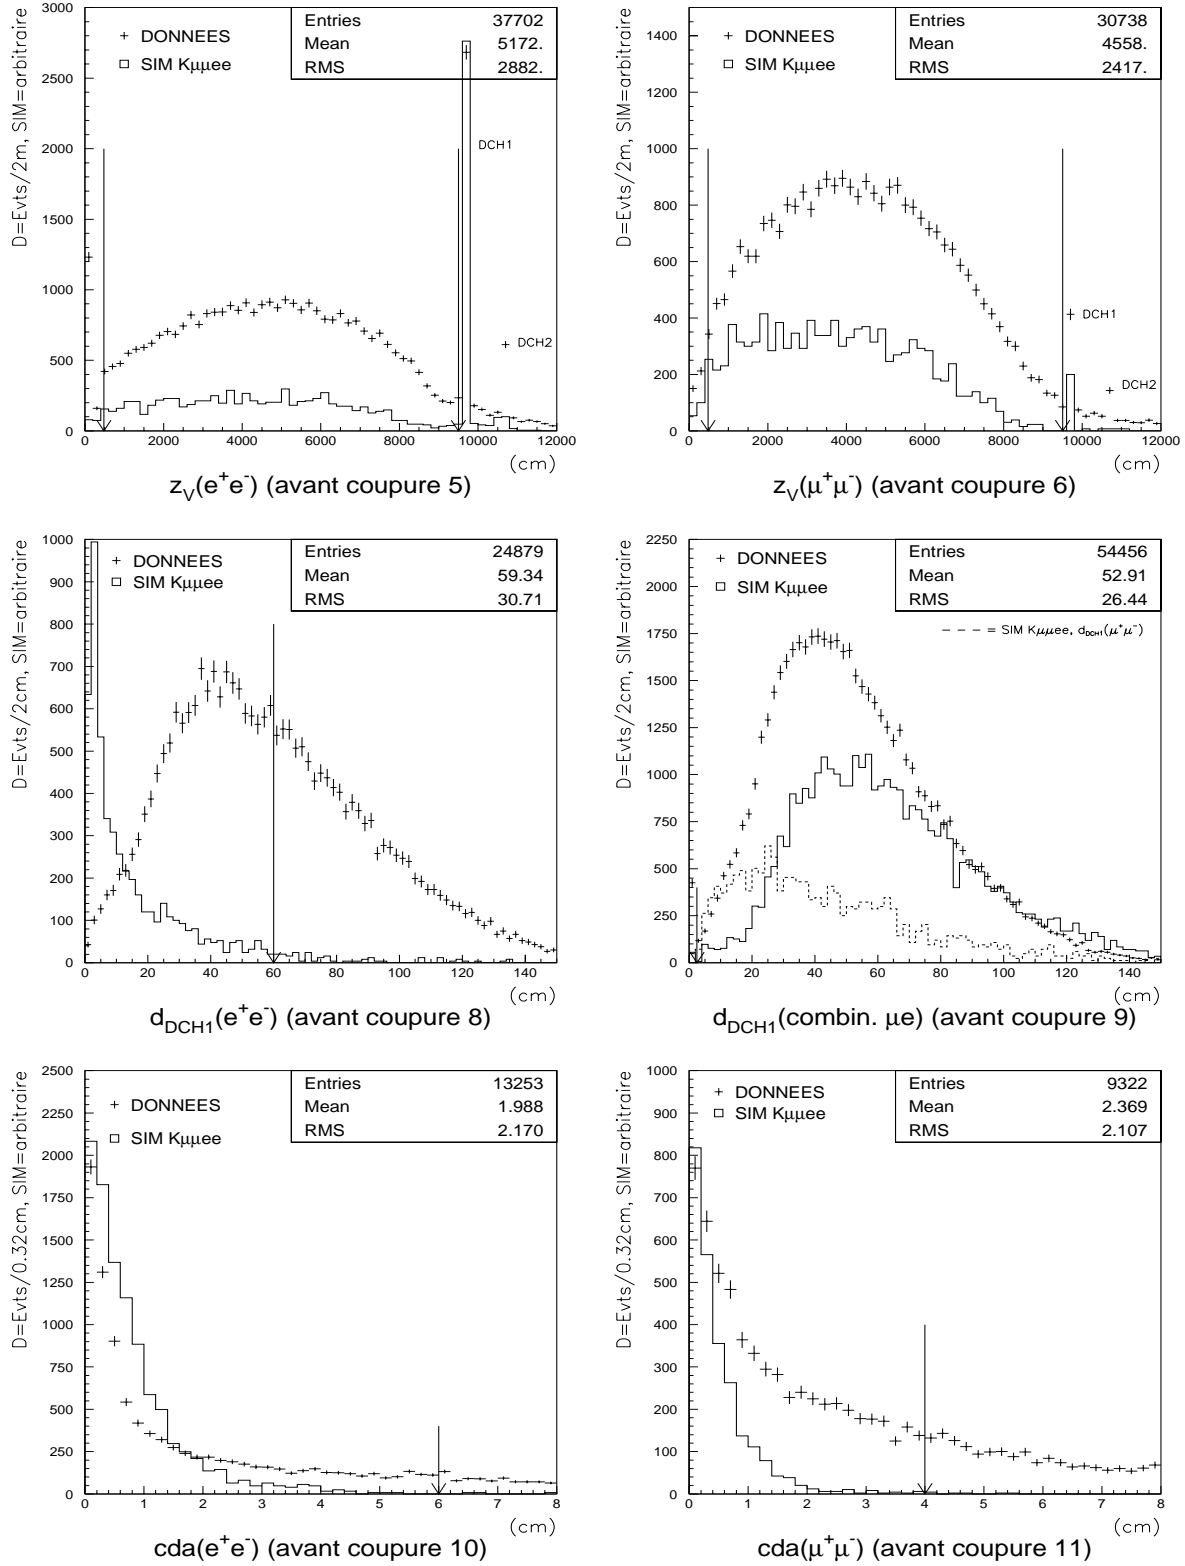 D=Evts/2m, SIM=arbitraire
3000
2500
2000
1500
1000
500
0
DONNEES
SIM Kμμee
Entries 37702
Mean 5172.
RMS 2882.
DCH1
DCH2
0 2000 4000 6000 8000 10000 12000
(cm)
z_V(e⁺e⁻) (avant coupure 5)
D=Evts/2m, SIM=arbitraire
1400
1200
1000
800
600
400
200
0
DONNEES
SIM Kμμee
Entries 30738
Mean 4558.
RMS 2417.
DCH1
DCH2
2000 4000 6000 8000 10000 12000
(cm)
z_V(μ⁺μ⁻) (avant coupure 6)
D=Evts/2cm, SIM=arbitraire
1000
900
800
700
600
500
400
300
200
100
0
DONNEES
SIM Kμμee
Entries 24879
Mean 59.34
RMS 30.71
0 20 40 60 80 100 120 140
(cm)
d_DCH1(e⁺e⁻) (avant coupure 8)
D=Evts/2cm, SIM=arbitraire
2250
2000
1750
1500
1250
1000
750
500
250
0
DONNEES
SIM Kμμee
Entries 54456
Mean 52.91
RMS 26.44
SIM Kμμee, d_DCH1(μ⁺μ⁻)
0 20 40 60 80 100 120 140
(cm)
d_DCH1(combin. μe) (avant coupure 9)
D=Evts/0.32cm, SIM=arbitraire
2500
2250
2000
1750
1500
1250
1000
750
500
250
0
DONNEES
SIM Kμμee
Entries 13253
Mean 1.988
RMS 2.170
0 1 2 3 4 5 6 7 8
(cm)
cda(e⁺e⁻) (avant coupure 10)
D=Evts/0.32cm, SIM=arbitraire
1000
900
800
700
600
500
400
300
200
100
0
DONNEES
SIM Kμμee
Entries 9322
Mean 2.369
RMS 2.107
0 1 2 3 4 5 6 7 8
(cm)
cda(μ⁺μ⁻) (avant coupure 11)